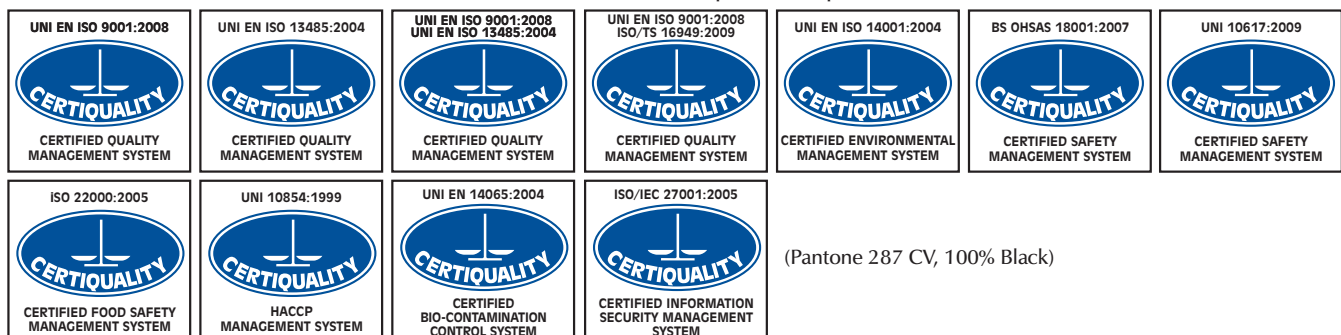 UNI EN ISO 9001:2008
CERTIQUALITY
CERTIFIED QUALITY
MANAGEMENT SYSTEM
UNI EN ISO 13485:2004
CERTIQUALITY
CERTIFIED QUALITY
MANAGEMENT SYSTEM
UNI EN ISO 9001:2008
UNI EN ISO 13485:2004
CERTIQUALITY
CERTIFIED QUALITY
MANAGEMENT SYSTEM
UNI EN ISO 9001:2008
ISO/TS 16949:2009
CERTIQUALITY
CERTIFIED QUALITY
MANAGEMENT SYSTEM
UNI EN ISO 14001:2004
CERTIQUALITY
CERTIFIED ENVIRONMENTAL
MANAGEMENT SYSTEM
BS OHSAS 18001:2007
CERTIQUALITY
CERTIFIED SAFETY
MANAGEMENT SYSTEM
UNI 10617:2009
CERTIQUALITY
CERTIFIED SAFETY
MANAGEMENT SYSTEM
iSO 22000:2005
CERTIQUALITY
CERTIFIED FOOD SAFETY
MANAGEMENT SYSTEM
UNI 10854:1999
CERTIQUALITY
HACCP
MANAGEMENT SYSTEM
UNI EN 14065:2004
CERTIQUALITY
CERTIFIED
BIO-CONTAMINATION
CONTROL SYSTEM
ISO/IEC 27001:2005
CERTIQUALITY
CERTIFIED INFORMATION
SECURITY MANAGEMENT
SYSTEM
(Pantone 287 CV, 100% Black)